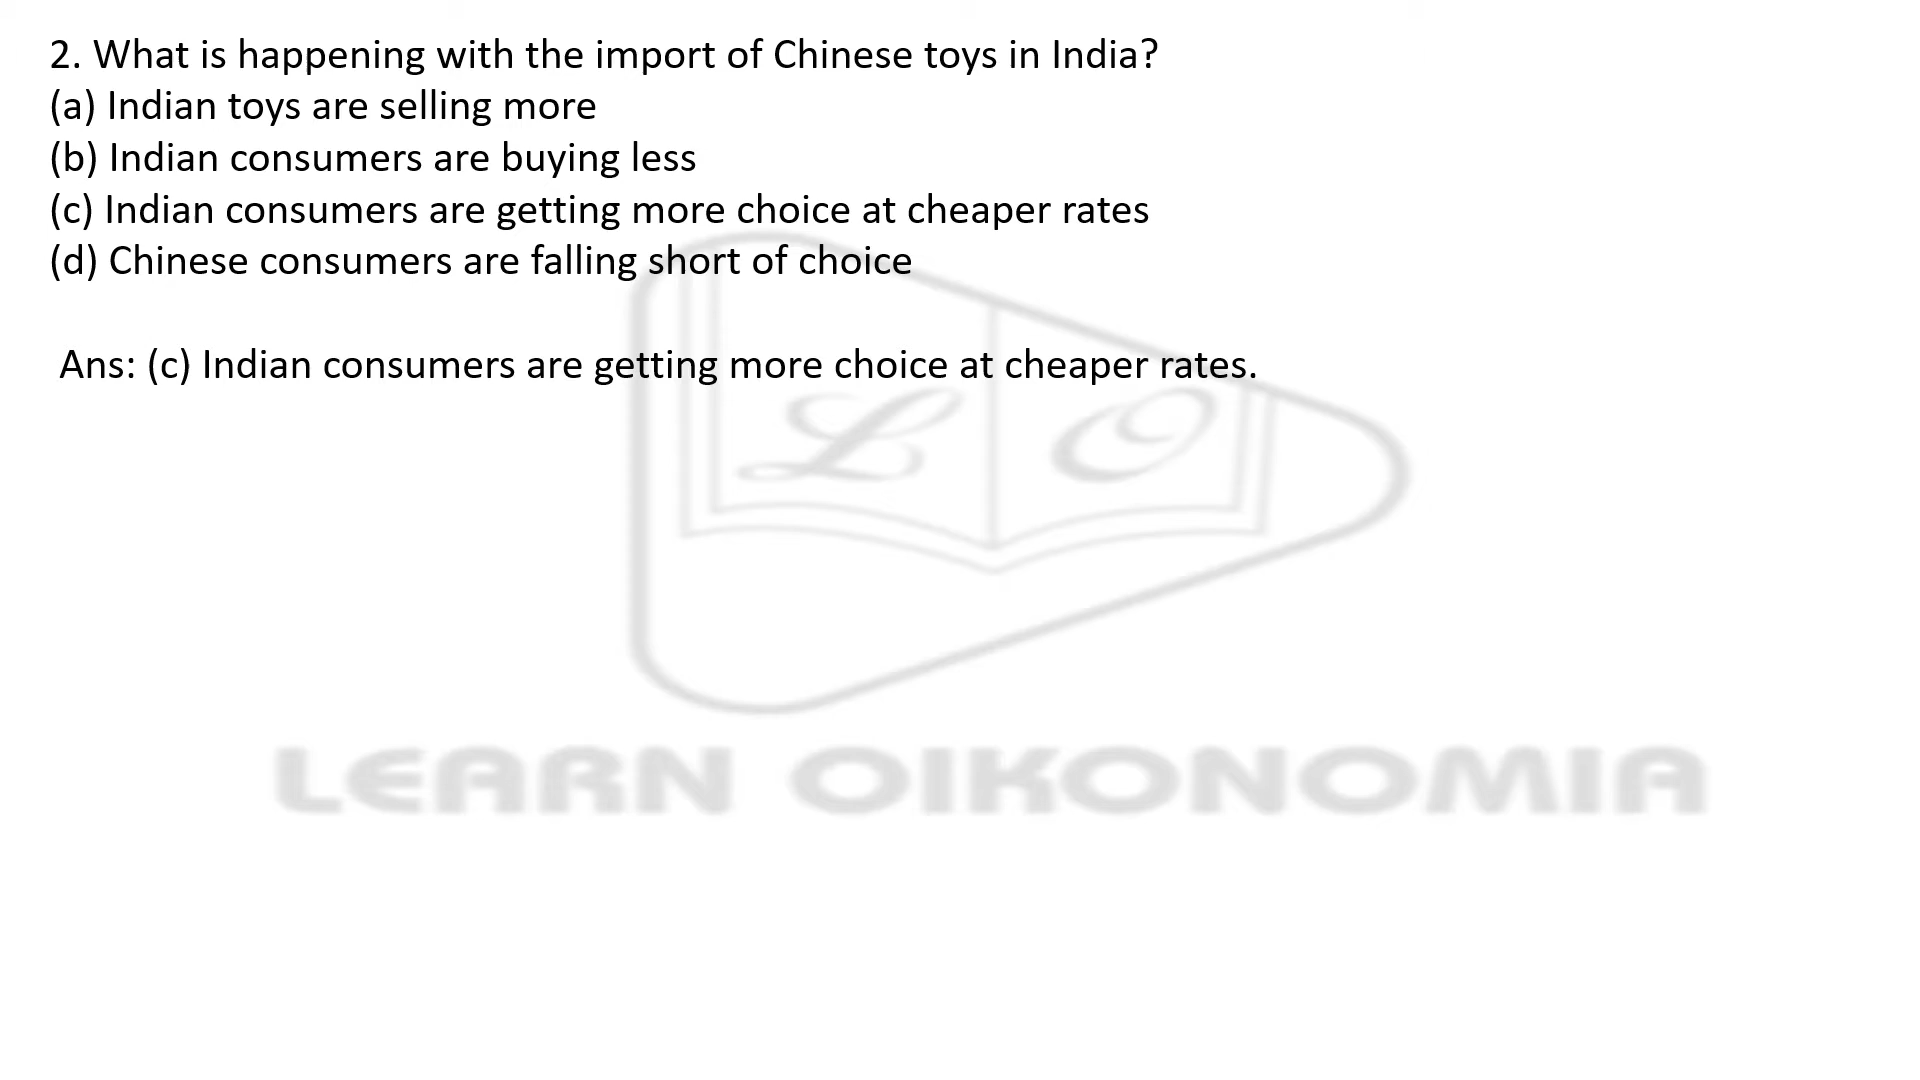 2. What is happening with the import of Chinese toys in India?
(a) Indian toys are selling more
(b) Indian consumers are buying less
(c) Indian consumers are getting more choice at cheaper rates
(d) Chinese consumers are falling short of choice
Ans: (c) Indian consumers are getting more choice at cheaper rates.
L O
LEARN OIKONOMIA